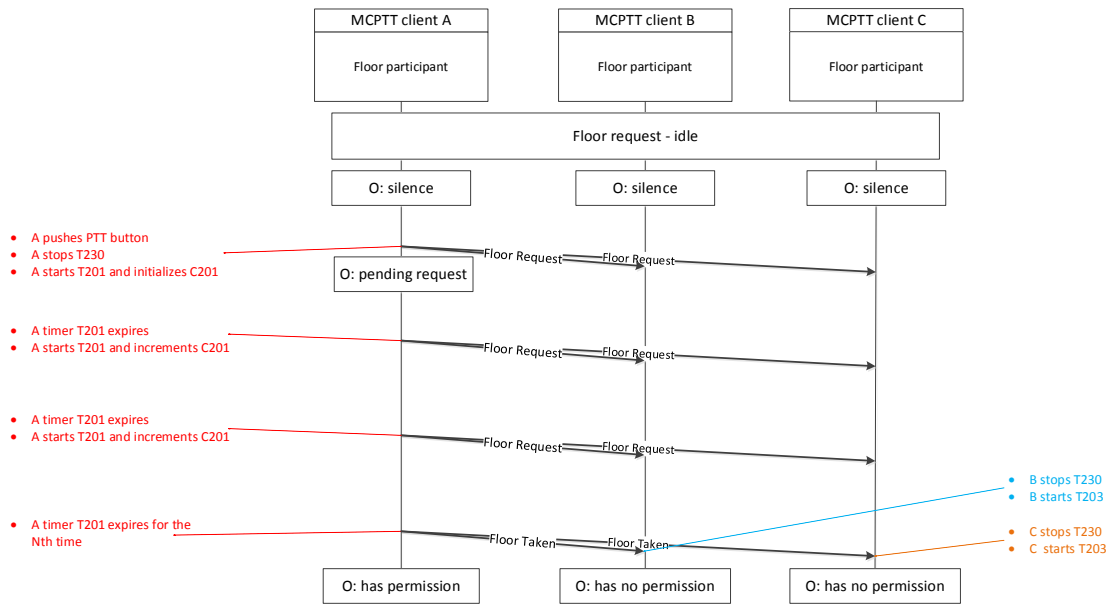 MCPTT client A
MCPTT client B
MCPTT client C
Floor participant
Floor participant
Floor participant
Floor request - idle
O: silence
O: silence
O: silence
• A pushes PTT button
• A stops T230
• A starts T201 and initializes C201
Floor Request
Floor Request
O: pending request
• A timer T201 expires
• A starts T201 and increments C201
Floor Request
Floor Request
• A timer T201 expires
• A starts T201 and increments C201
Floor Request
Floor Request
• B stops T230
• B starts T203
• A timer T201 expires for the
Nth time
Floor Taken
Floor Taken
• C stops T230
• C starts T203
O: has permission
O: has no permission
O: has no permission